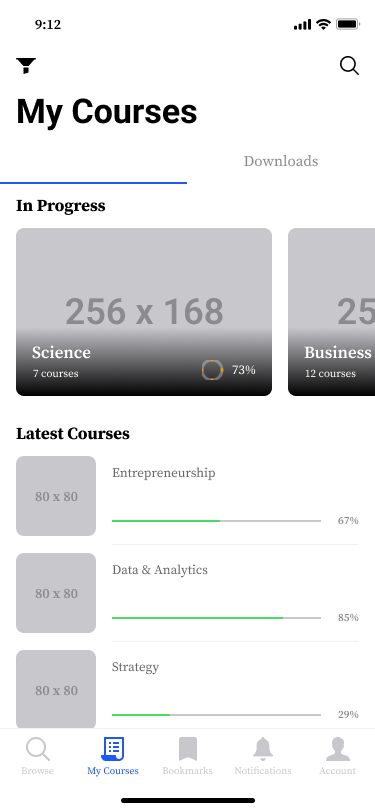 9:12
My Courses
Downloads
In Progress
256 x 168
Science
7 courses
73%
25
Business
12 courses
Latest Courses
80 x 80
Entrepreneurship
67%
80 x 80
Data & Analytics
85%
80 x 80
Strategy
29%
Browse
My Courses
Bookmarks
Notifications
Account